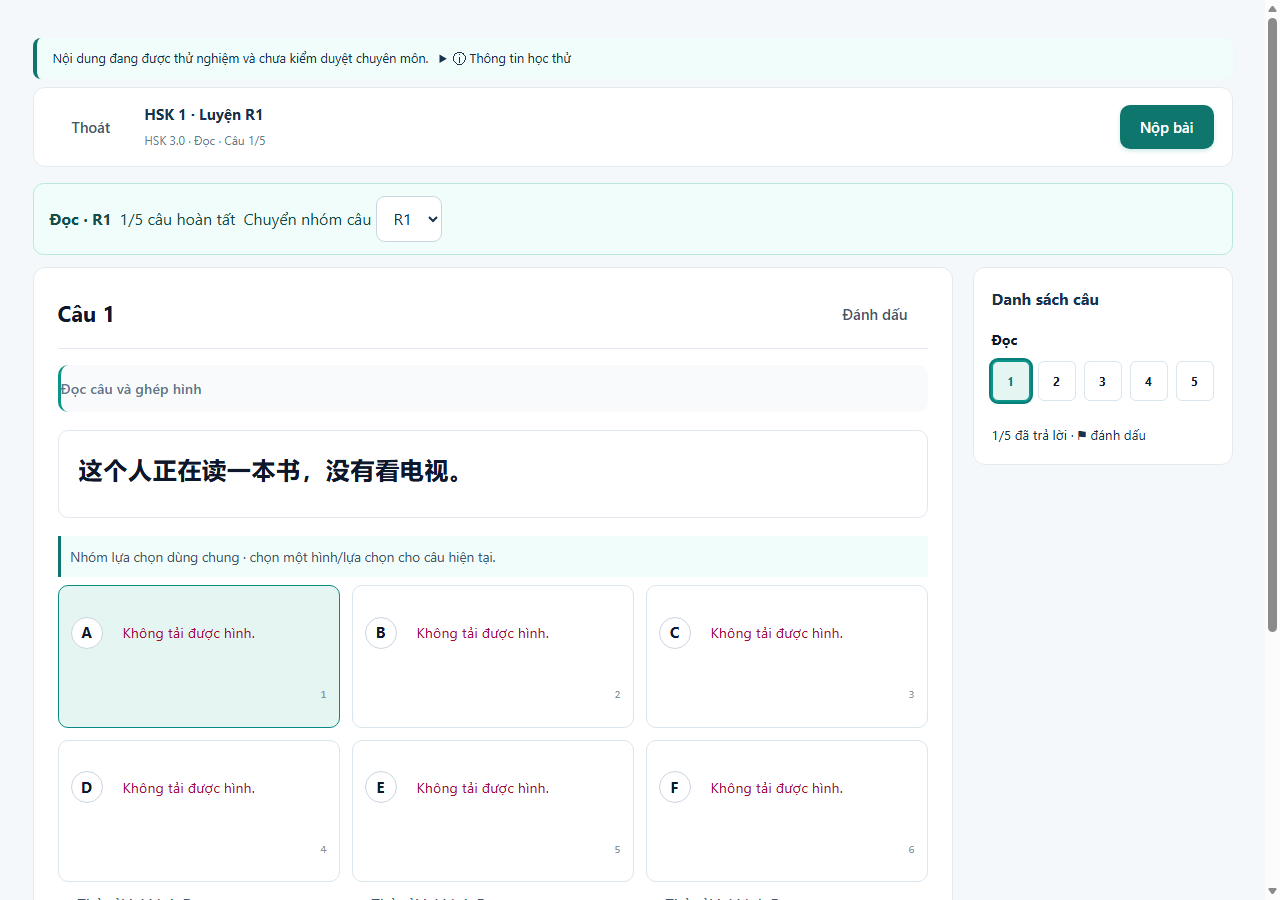 Nội dung đang được thử nghiệm và chưa kiểm duyệt chuyên môn. ▶ ⓘ Thông tin học thử
Thoát
HSK 1 · Luyện R1
HSK 3.0 · Đọc · Câu 1/5
Nộp bài
Đọc · R1 1/5 câu hoàn tất Chuyển nhóm câu R1
Câu 1
Đánh dấu
Đọc câu và ghép hình
这个人正在读一本书，没有看电视。
Nhóm lựa chọn dùng chung · chọn một hình/lựa chọn cho câu hiện tại.
A Không tải được hình.
1
B Không tải được hình.
2
C Không tải được hình.
3
D Không tải được hình.
4
E Không tải được hình.
5
F Không tải được hình.
6
Danh sách câu
Đọc
1 2 3 4 5
1/5 đã trả lời · ⚑ đánh dấu